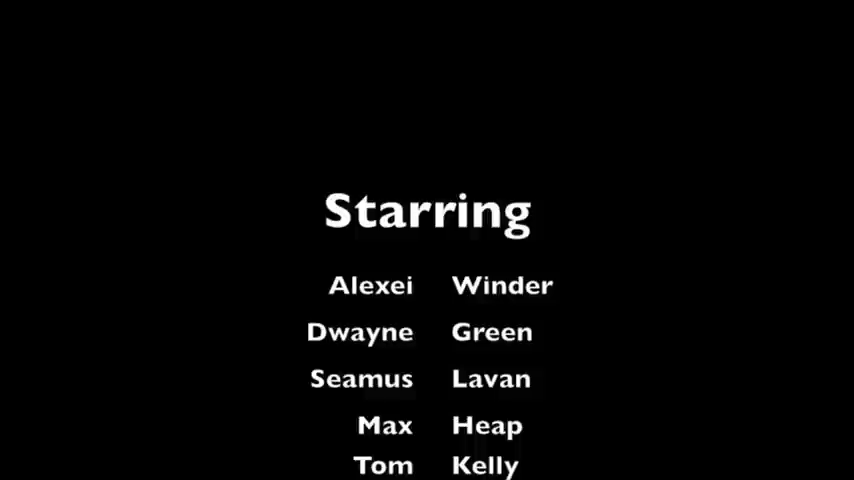 Starring
Alexei Winder
Dwayne Green
Seamus Lavan
Max Heap
Tom Kelly